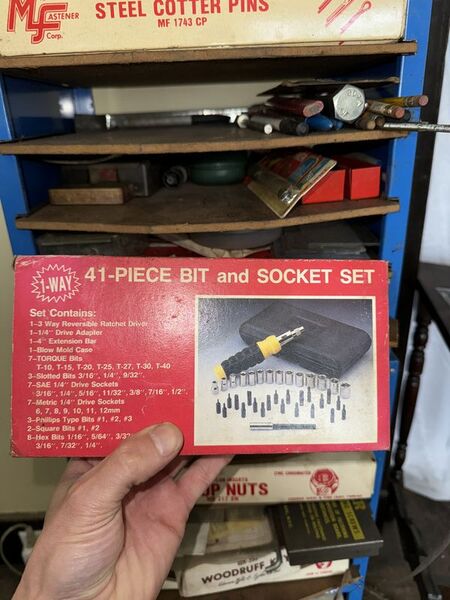 MF
FASTENER
Corp.
STEEL COTTER PINS
MF 1743 CP
1-WAY
41-PIECE BIT and SOCKET SET
Set Contains:
1–3 Way Reversible Ratchet Driver
1–1/4" Drive Adapter
1–4" Extension Bar
1–Blow Mold Case
7–TORQUE Bits
T-10, T-15, T-20, T-25, T-27, T-30, T-40
3–Slotted Bits 3/16", 1/4", 9/32".
7–SAE 1/4" Drive Sockets
3/16", 1/4", 5/16", 11/32", 3/8", 7/16", 1/2".
7–Metric 1/4" Drive Sockets
6, 7, 8, 9, 10, 11, 12mm
3–Phillips Type Bits #1, #2, #3
2–Square Bits #1, #2
8–Hex Bits 1/16", 5/64", 3/32
3/16", 7/32", 1/4".
NUTS
WOODRUFF K